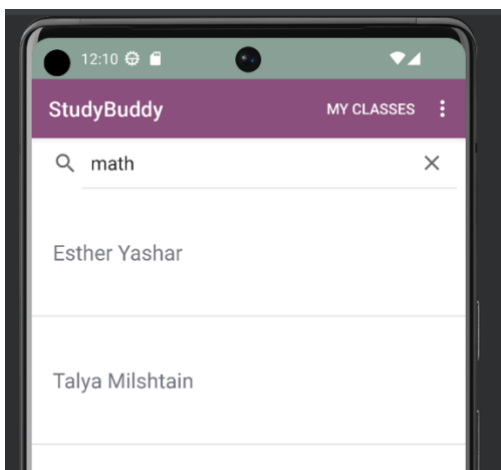 12:10
StudyBuddy MY CLASSES
math
Esther Yashar
Talya Milshtain